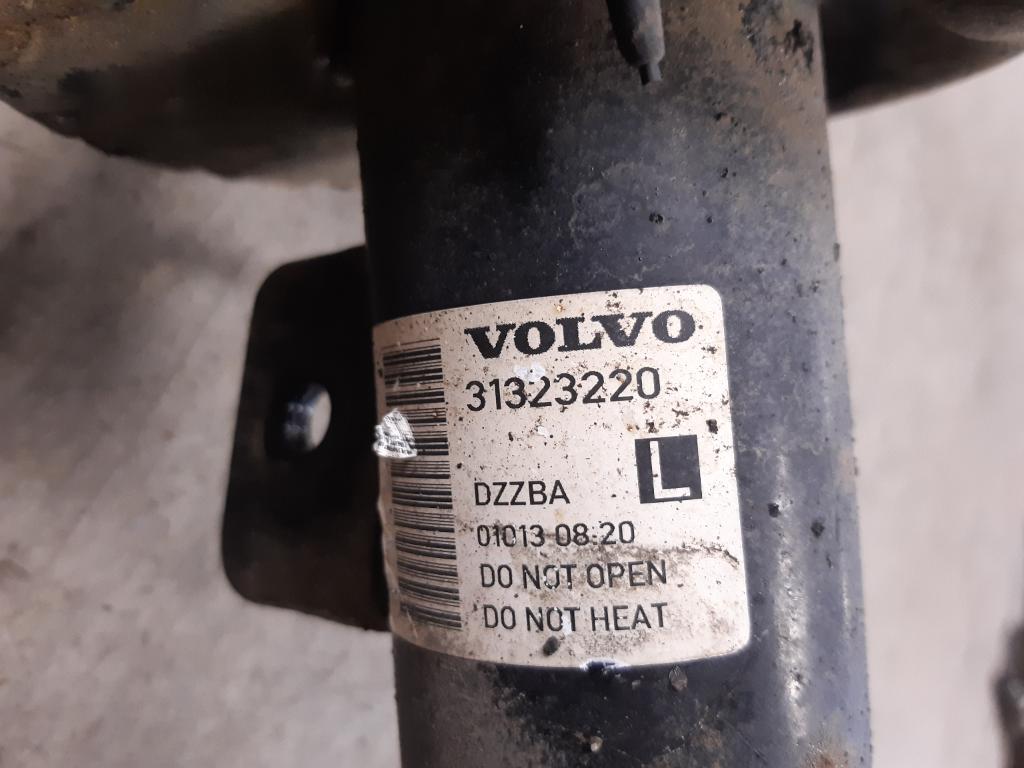 VOLVO
31323220
L
DZZBA
01013 08:20
DO NOT OPEN
DO NOT HEAT